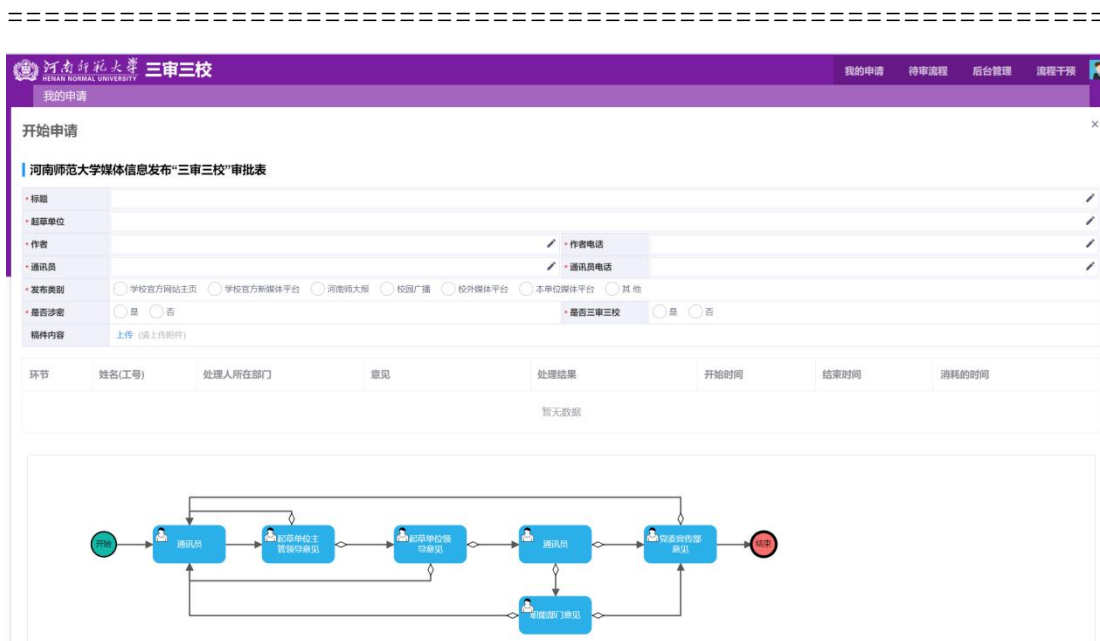 ================================================================
河南师范大学 三审三校 我的申请 待审流程 后台管理 流程干预
HENAN NORMAL UNIVERSITY
我的申请
开始申请 ×
河南师范大学媒体信息发布“三审三校”审批表
* 标题
* 起草单位
* 作者 * 作者电话
* 通讯员 * 通讯员电话
* 发布类别 学校官方网站主页 学校官方新媒体平台 河南师大报 校园广播 校外媒体平台 本单位媒体平台 其他
* 是否涉密 是 否 * 是否三审三校 是 否
稿件内容 上传 (请上传附件)
环节 姓名(工号) 处理人所在部门 意见 处理结果 开始时间 结束时间 消耗的时间
暂无数据
开始
通讯员
起草单位主
管领导意见
起草单位领
导意见
通讯员
党委宣传部
意见
结束
职能部门意见